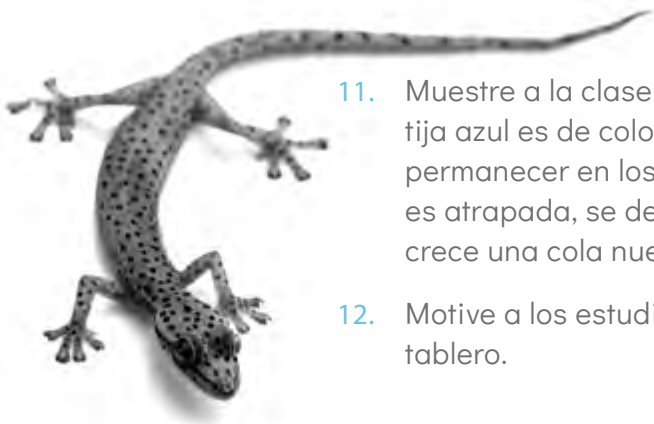 11. Muestre a la clase
tija azul es de colo
permanecer en los
es atrapada, se de
crece una cola nue
12. Motive a los estudi
tablero.